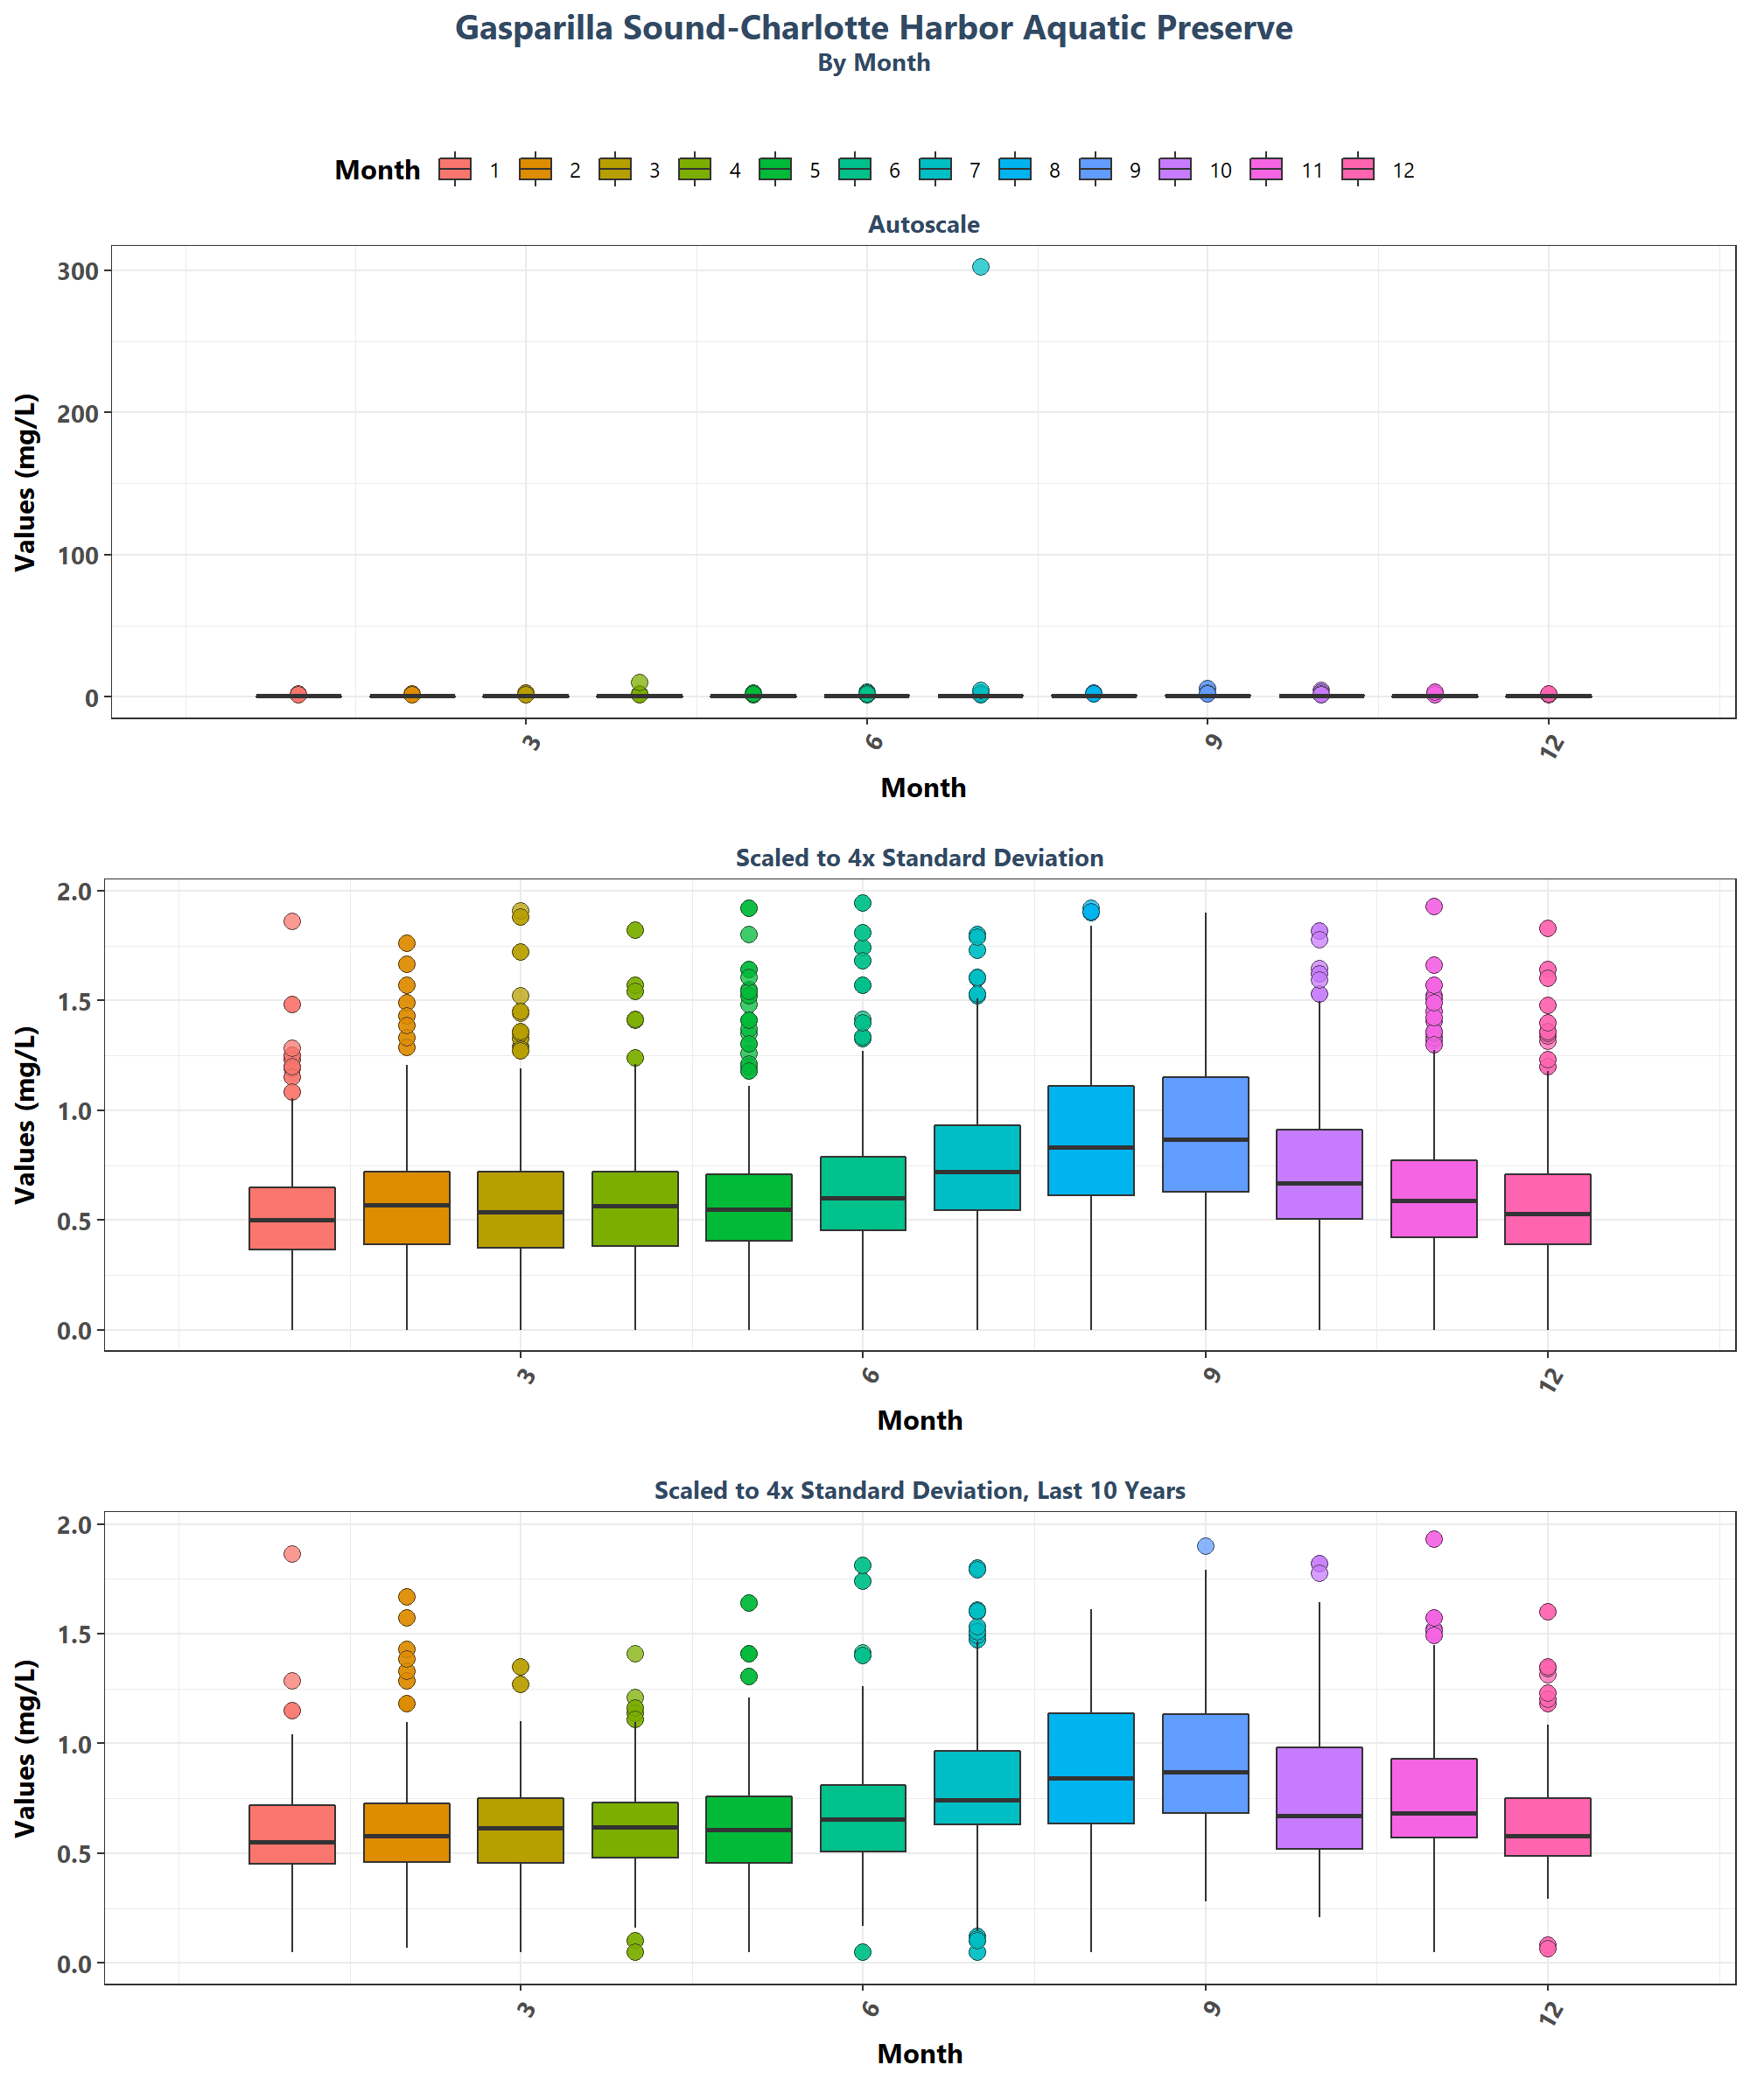 Gasparilla Sound-Charlotte Harbor Aquatic Preserve
By Month
Month 1 2 3 4 5 6 7 8 9 10 11 12
Autoscale
Values (mg/L)
300
200
100
0
3 6 9 12
Month
Scaled to 4x Standard Deviation
Values (mg/L)
2.0
1.5
1.0
0.5
0.0
3 6 9 12
Month
Scaled to 4x Standard Deviation, Last 10 Years
Values (mg/L)
2.0
1.5
1.0
0.5
0.0
3 6 9 12
Month